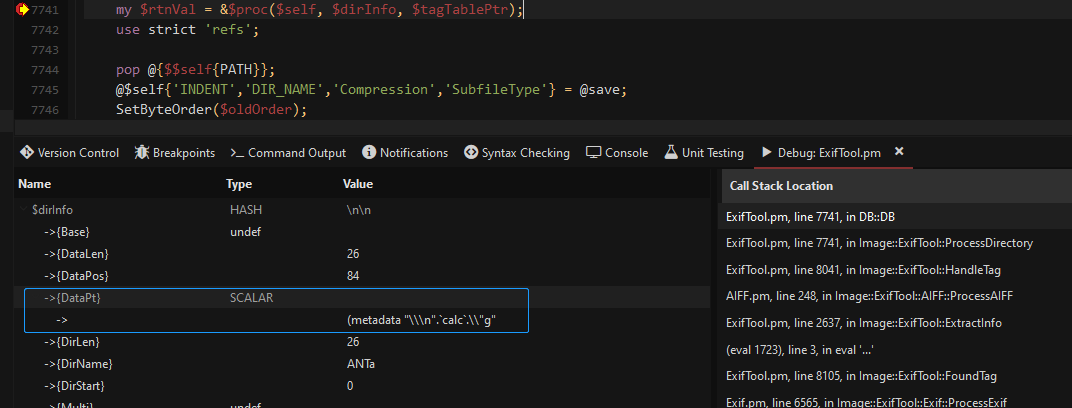 7741 my $rtnVal = &$proc($self, $dirInfo, $tagTablePtr);
7742 use strict 'refs';
7743
7744 pop @{$$self{PATH}};
7745 @$self{'INDENT','DIR_NAME','Compression','SubfileType'} = @save;
7746 SetByteOrder($oldOrder);
Version Control Breakpoints Command Output Notifications Syntax Checking Console Unit Testing Debug: ExifTool.pm
Name Type Value
$dirInfo HASH \n\n
->{Base} undef
->{DataLen} 26
->{DataPos} 84
->{DataPt} SCALAR
-> (metadata "\\\n".`calc`.\\"g"
->{DirLen} 26
->{DirName} ANTa
->{DirStart} 0
->{Multi} undef
Call Stack Location
ExifTool.pm, line 7741, in DB::DB
ExifTool.pm, line 7741, in Image::ExifTool::ProcessDirectory
ExifTool.pm, line 8041, in Image::ExifTool::HandleTag
AIFF.pm, line 248, in Image::ExifTool::AIFF::ProcessAIFF
ExifTool.pm, line 2637, in Image::ExifTool::ExtractInfo
(eval 1723), line 3, in eval '...'
ExifTool.pm, line 8105, in Image::ExifTool::FoundTag
Exif.pm, line 6565, in Image::ExifTool::Exif::ProcessExif